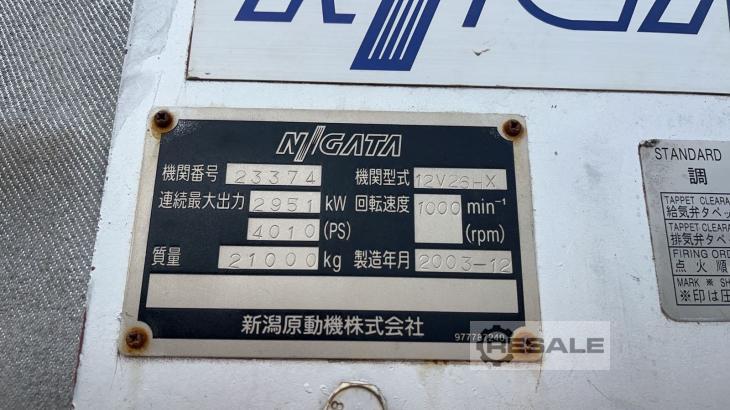 NIIGATA
機関番号 23374 機関型式 12V26HX
連続最大出力 2951 kW 回転速度 1000 min⁻¹
4010 (PS) (rpm)
質量 21000 kg 製造年月 2003-12
新潟原動機株式会社
97778724D
RESALE
STANDARD
調
TAPPET CLEARA
給気弁タペッ
TAPPET CLEARA
排気弁タペ
FIRING ORD
点火順
MARK ※ SH
※印は圧